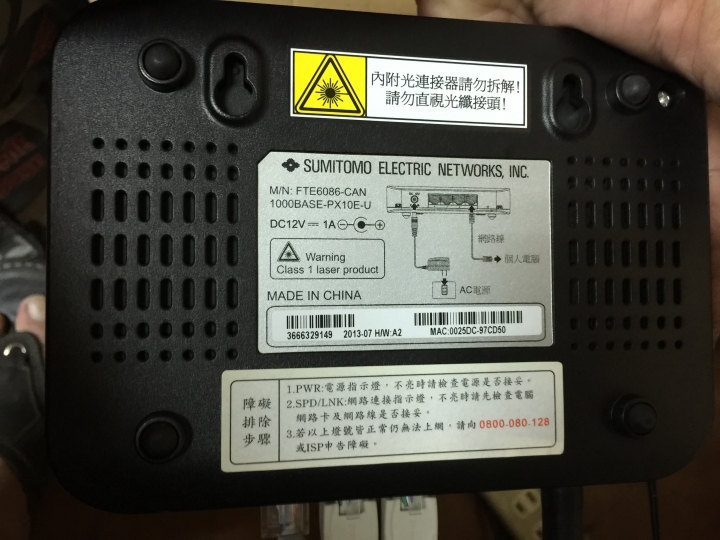 內附光連接器請勿拆解!
請勿直視光纖接頭!
SUMITOMO ELECTRIC NETWORKS, INC.
M/N: FTE6086-CAN
1000BASE-PX10E-U
DC12V 1A
DC 12V
網路線
個人電腦
AC電源
Warning
Class 1 laser product
MADE IN CHINA
3666329149 2013-07 H/W:A2
MAC:0025DC-97CD50
障礙
排除
步驟
1.PWR:電源指示燈,不亮時請檢查電源是否接妥。
2.SPD/LNK:網路連接指示燈,不亮時請先檢查電腦
網路卡及網路線是否接妥。
3.若以上燈號皆正常仍無法上網,請向0800-080-128
或ISP申告障礙。